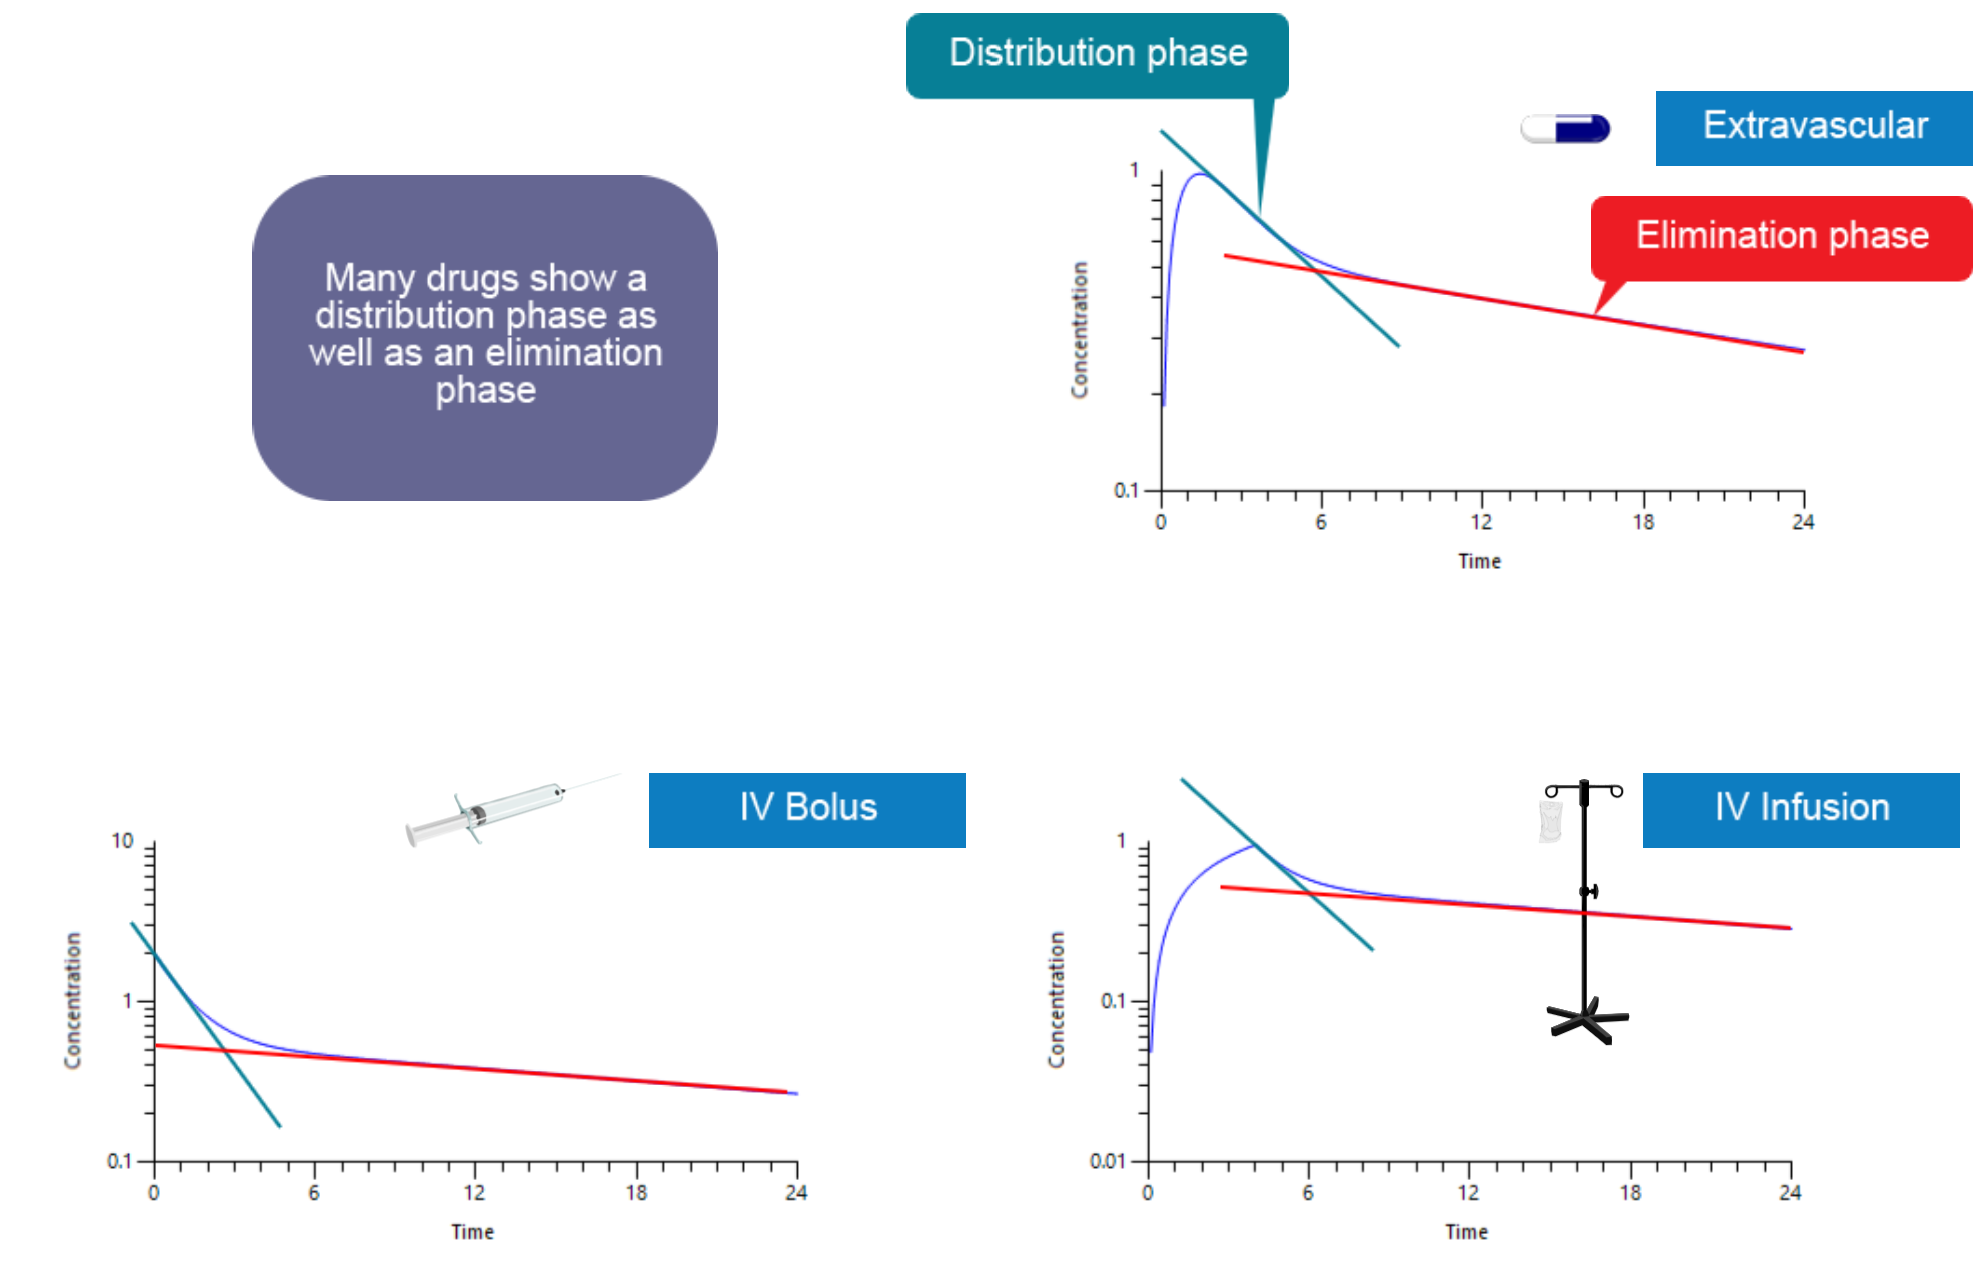 Distribution phase
Extravascular
Elimination phase
Many drugs show a
distribution phase as
well as an elimination
phase
Concentration
1
0.1
0 6 12 18 24
Time
IV Bolus
Concentration
10
1
0.1
0 6 12 18 24
Time
IV Infusion
Concentration
1
0.1
0.01
0 6 12 18 24
Time